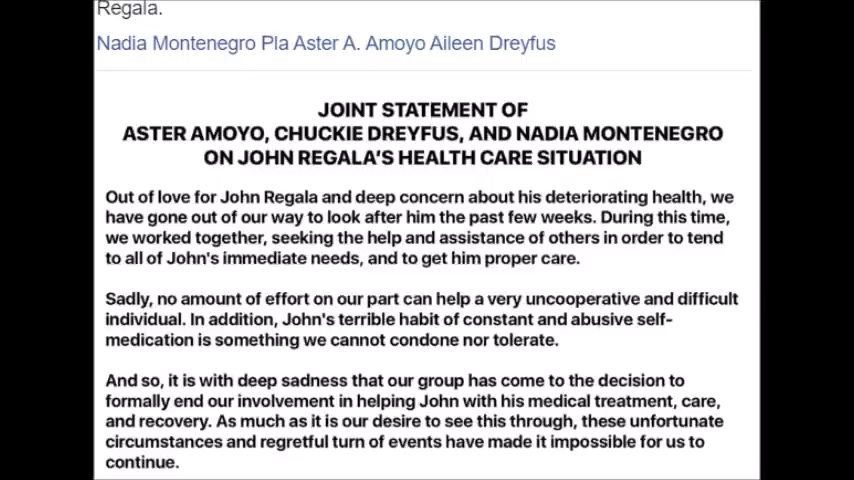 Regala.
Nadia Montenegro Pla Aster A. Amoyo Aileen Dreyfus
JOINT STATEMENT OF
ASTER AMOYO, CHUCKIE DREYFUS, AND NADIA MONTENEGRO
ON JOHN REGALA'S HEALTH CARE SITUATION
Out of love for John Regala and deep concern about his deteriorating health, we
have gone out of our way to look after him the past few weeks. During this time,
we worked together, seeking the help and assistance of others in order to tend
to all of John's immediate needs, and to get him proper care.
Sadly, no amount of effort on our part can help a very uncooperative and difficult
individual. In addition, John's terrible habit of constant and abusive self-
medication is something we cannot condone nor tolerate.
And so, it is with deep sadness that our group has come to the decision to
formally end our involvement in helping John with his medical treatment, care,
and recovery. As much as it is our desire to see this through, these unfortunate
circumstances and regretful turn of events have made it impossible for us to
continue.